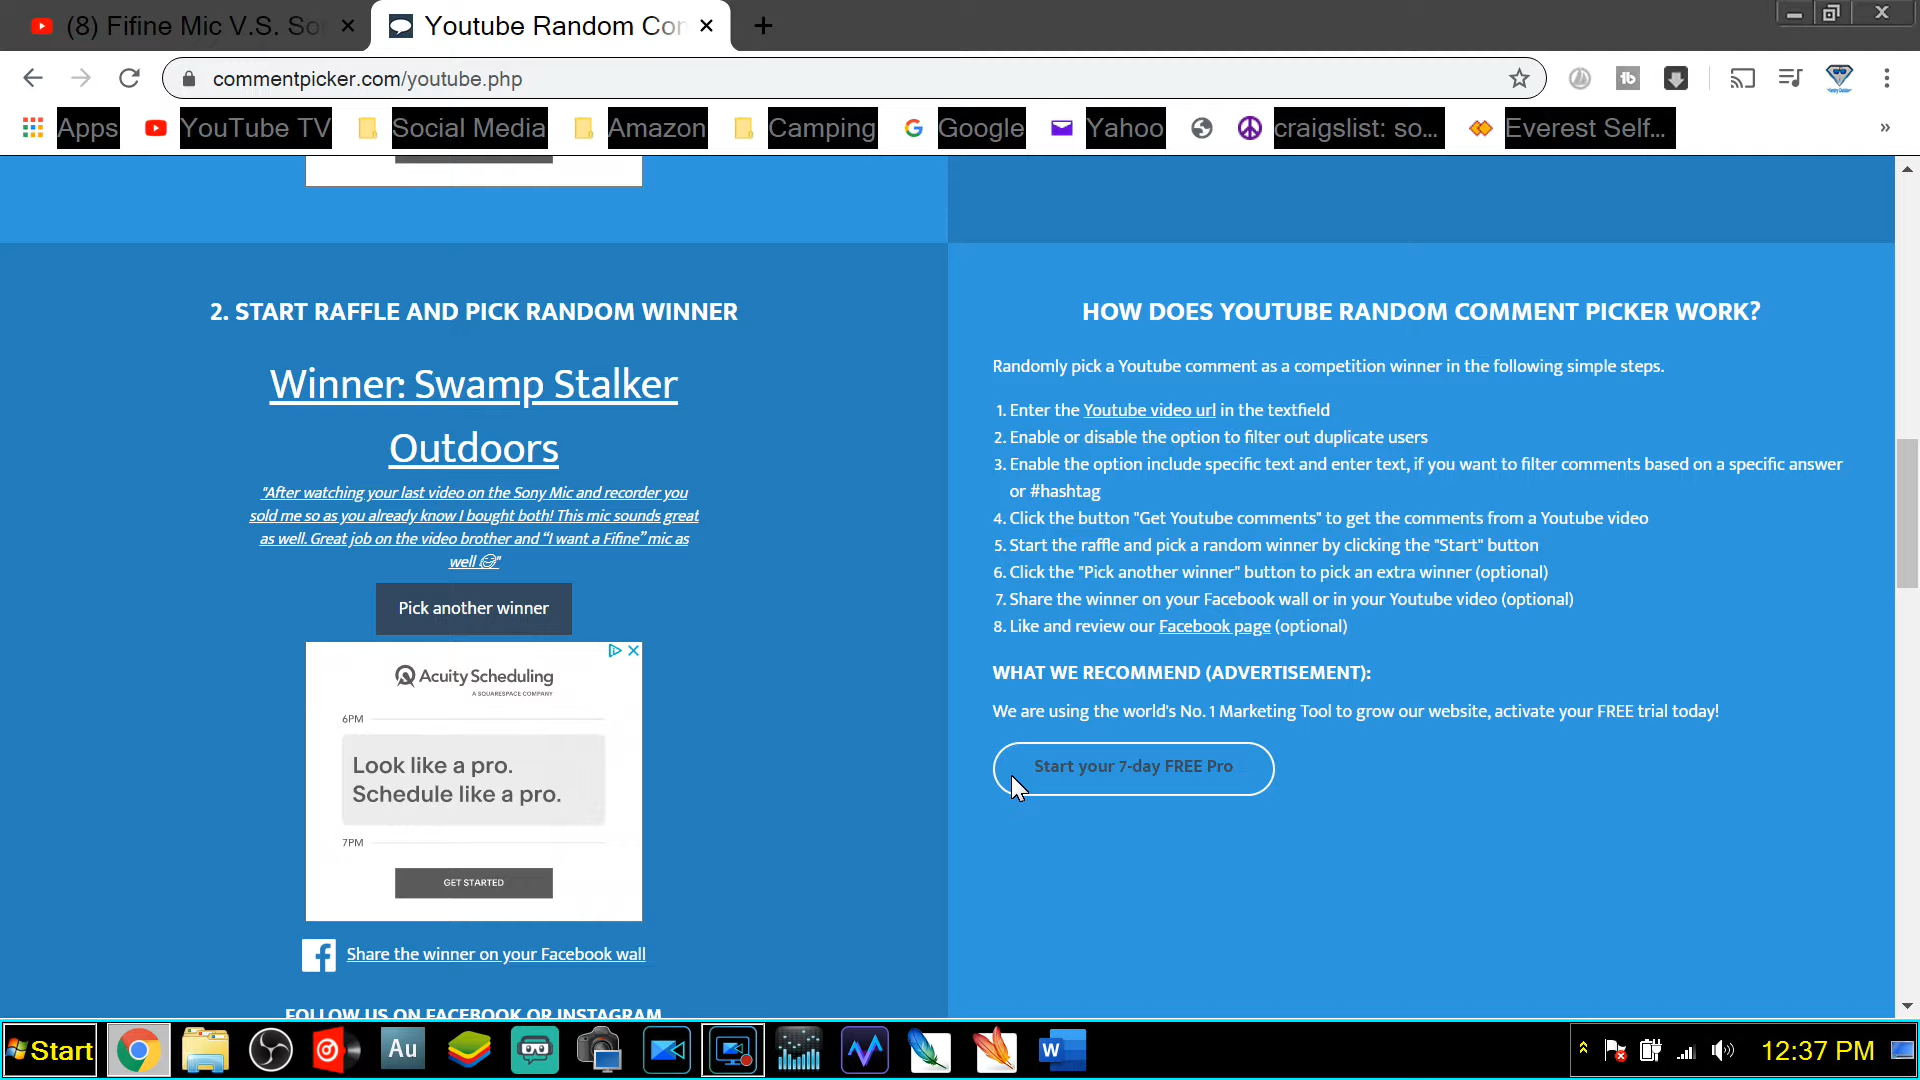 (8) Fifine Mic V.S. So
Youtube Random Con
commentpicker.com/youtube.php
Apps YouTube TV Social Media Amazon Camping Google Yahoo craigslist: so... Everest Self... »
2. START RAFFLE AND PICK RANDOM WINNER
Winner: Swamp Stalker
Outdoors
"After watching your last video on the Sony Mic and recorder you
sold me so as you already know I bought both! This mic sounds great
as well. Great job on the video brother and “I want a Fifine” mic as
well 😅"
Pick another winner
Acuity Scheduling
A SQUARESPACE COMPANY
6PM
Look like a pro.
Schedule like a pro.
7PM
GET STARTED
Share the winner on your Facebook wall
FOLLOW US ON FACEBOOK OR INSTAGRAM
HOW DOES YOUTUBE RANDOM COMMENT PICKER WORK?
Randomly pick a Youtube comment as a competition winner in the following simple steps.
1. Enter the Youtube video url in the textfield
2. Enable or disable the option to filter out duplicate users
3. Enable the option include specific text and enter text, if you want to filter comments based on a specific answer
or #hashtag
4. Click the button "Get Youtube comments" to get the comments from a Youtube video
5. Start the raffle and pick a random winner by clicking the "Start" button
6. Click the "Pick another winner" button to pick an extra winner (optional)
7. Share the winner on your Facebook wall or in your Youtube video (optional)
8. Like and review our Facebook page (optional)
WHAT WE RECOMMEND (ADVERTISEMENT):
We are using the world's No. 1 Marketing Tool to grow our website, activate your FREE trial today!
Start your 7-day FREE Pro
Start Au W 12:37 PM